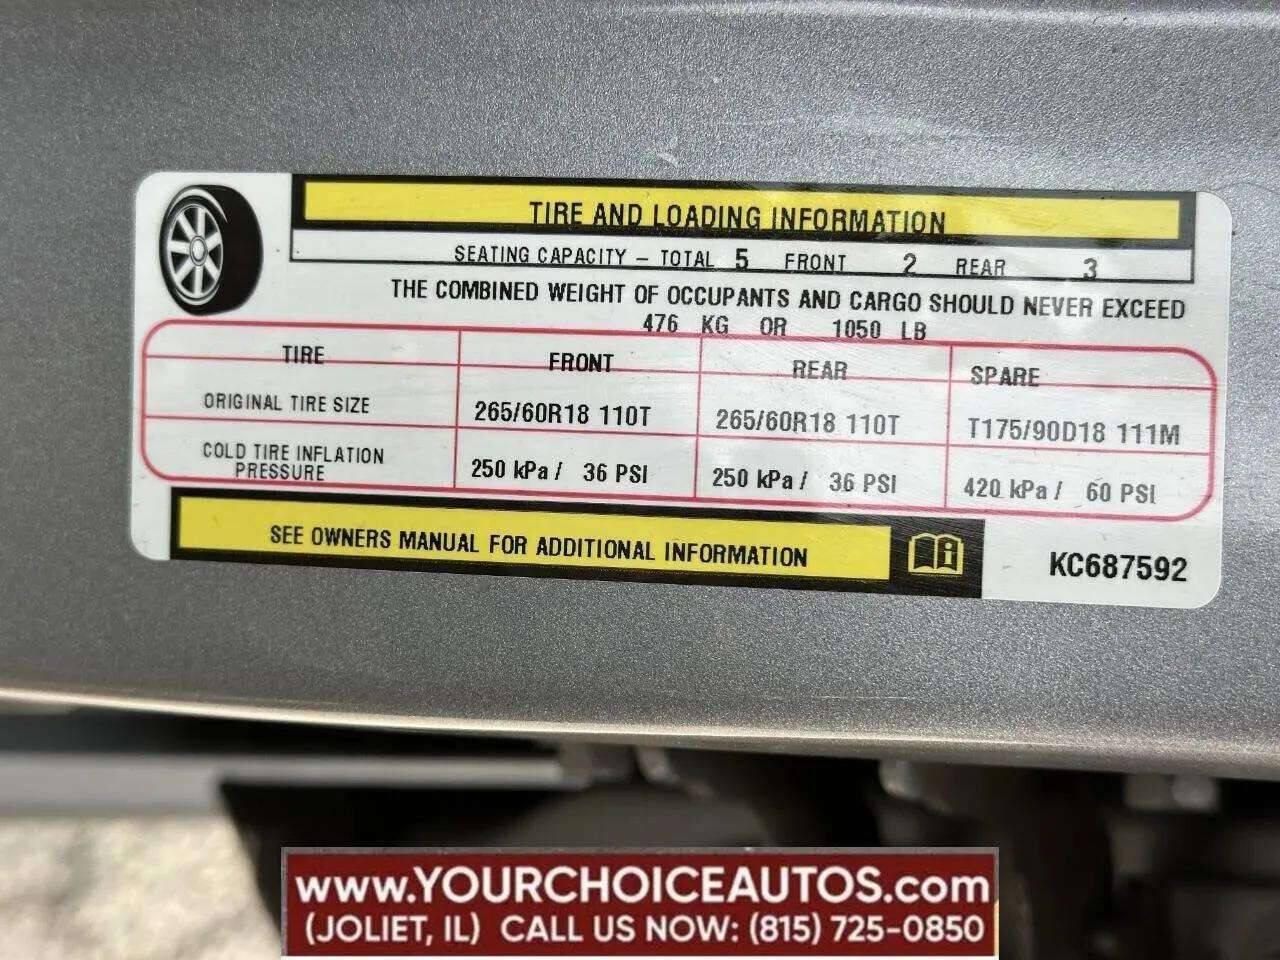 TIRE AND LOADING INFORMATION
SEATING CAPACITY – TOTAL 5 FRONT 2 REAR 3
THE COMBINED WEIGHT OF OCCUPANTS AND CARGO SHOULD NEVER EXCEED
476 KG OR 1050 LB
TIRE FRONT REAR SPARE
ORIGINAL TIRE SIZE 265/60R18 110T 265/60R18 110T T175/90D18 111M
COLD TIRE INFLATION
PRESSURE 250 kPa / 36 PSI 250 kPa / 36 PSI 420 kPa / 60 PSI
SEE OWNERS MANUAL FOR ADDITIONAL INFORMATION
KC687592
www.YOURCHOICEAUTOS.com
(JOLIET, IL) CALL US NOW: (815) 725-0850